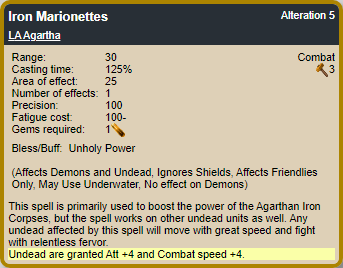 Iron Marionettes Alteration 5
LA Agartha
Range: 30 Combat
Casting time: 125% 3
Area of effect: 25
Number of effects: 1
Precision: 100
Fatigue cost: 100-
Gems required: 1
Bless/Buff: Unholy Power
(Affects Demons and Undead, Ignores Shields, Affects Friendlies
Only, May Use Underwater, No effect on Demons)
This spell is primarily used to boost the power of the Agarthan Iron
Corpses, but the spell works on other undead units as well. Any
undead affected by this spell will move with great speed and fight
with relentless fervor.
Undead are granted Att +4 and Combat speed +4.